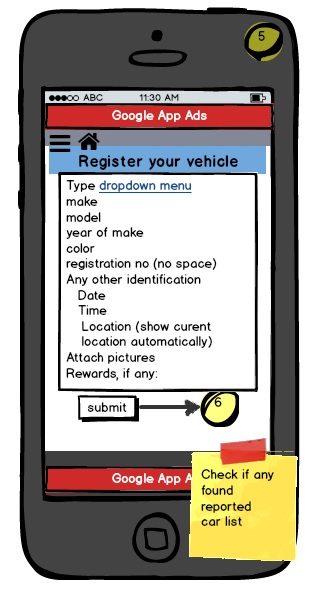 5
ABC 11:30 AM
Google App Ads
Register your vehicle
Type dropdown menu
make
model
year of make
color
registration no (no space)
Any other identification
Date
Time
Location (show curent
location automatically)
Attach pictures
Rewards, if any:
submit
6
Google App A
Check if any
found
reported
car list